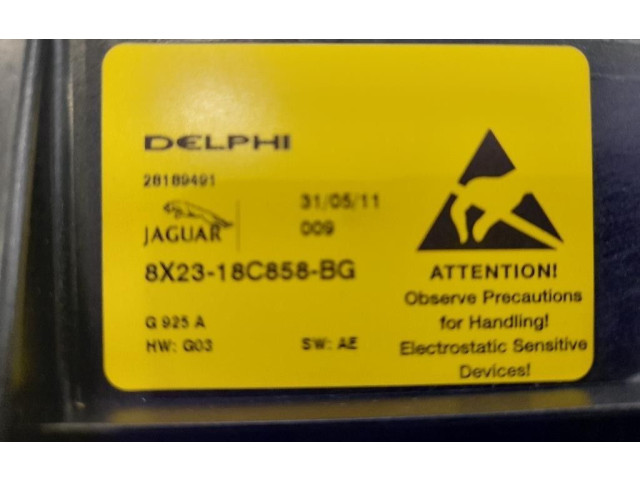 DELPHI
28189491
JAGUAR
31/05/11
009
8X23-18C858-BG
G 925 A
HW: G03
SW: AE
ATTENTION!
Observe Precautions
for Handling!
Electrostatic Sensitive
Devices!